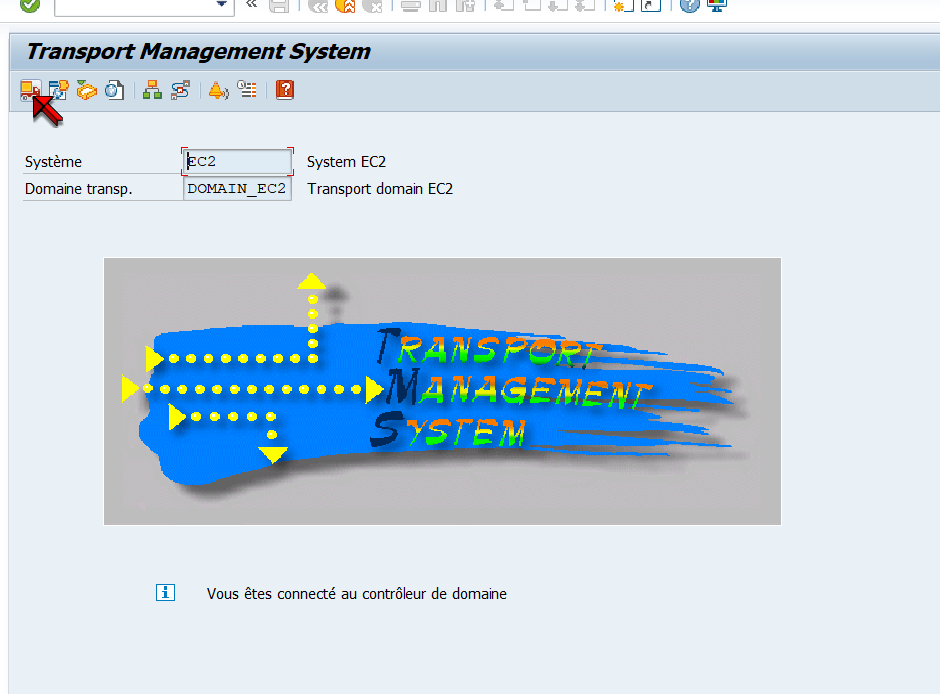 Transport Management System
Système EC2 System EC2
Domaine transp. DOMAIN_EC2 Transport domain EC2
TRANSPORT
MANAGEMENT
SYSTEM
Vous êtes connecté au contrôleur de domaine